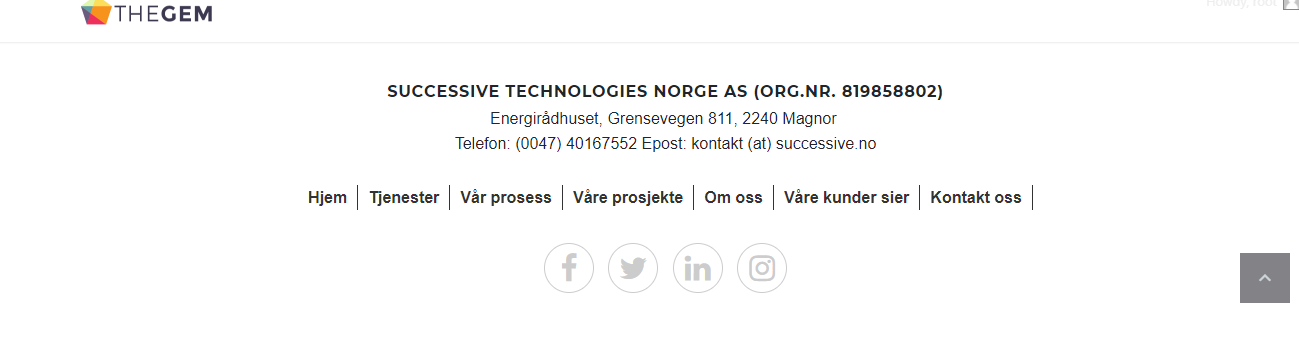 THEGEM
Howdy, root
SUCCESSIVE TECHNOLOGIES NORGE AS (ORG.NR. 819858802)
Energirådhuset, Grensevegen 811, 2240 Magnor
Telefon: (0047) 40167552 Epost: kontakt (at) successive.no
Hjem Tjenester Vår prosess Våre prosjekte Om oss Våre kunder sier Kontakt oss